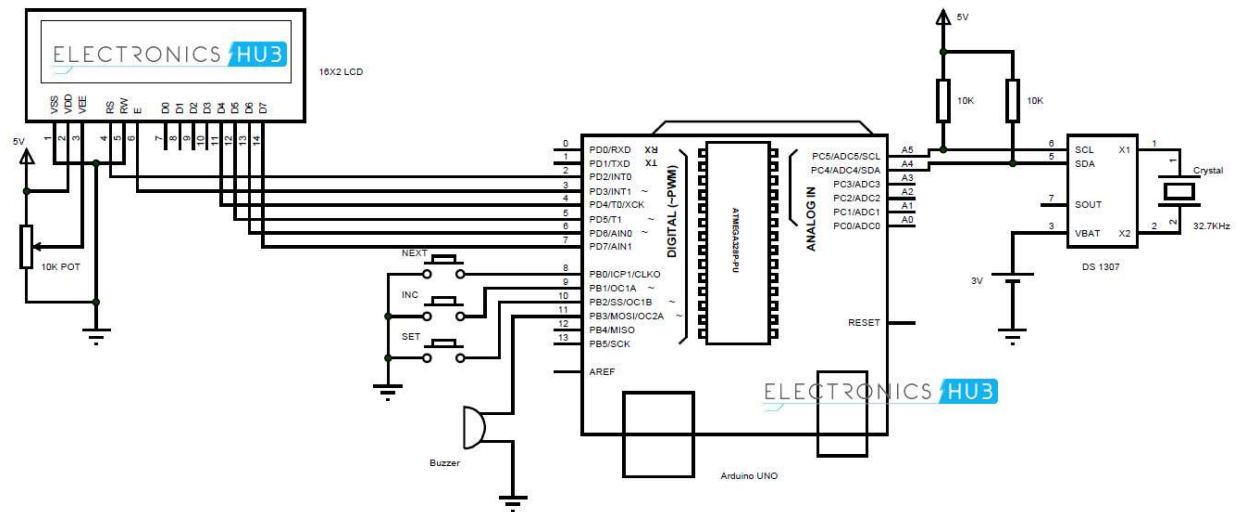 ELECTRONICS HUB
16X2 LCD
VSS VDD VEE RS RW E D0 D1 D2 D3 D4 D5 D6 D7
1 2 3 4 5 6 7 8 9 10 11 12 13 14
5V
10K POT
NEXT
INC
SET
Buzzer
0 PD0/RXD RX
1 PD1/TXD TX
2 PD2/INT0
3 PD3/INT1 ~
4 PD4/T0/XCK
5 PD5/T1 ~
6 PD6/AIN0 ~
7 PD7/AIN1
8 PB0/ICP1/CLKO
9 PB1/OC1A ~
10 PB2/SS/OC1B ~
11 PB3/MOSI/OC2A ~
12 PB4/MISO
13 PB5/SCK
AREF
DIGITAL (~PWM)
ATMEGA328P-PU
ANALOG IN
PC5/ADC5/SCL A5
PC4/ADC4/SDA A4
PC3/ADC3 A3
PC2/ADC2 A2
PC1/ADC1 A1
PC0/ADC0 A0
RESET
ELECTRONICS HUB
Arduino UNO
5V
10K 10K
6 SCL X1 1
5 SDA
7 SOUT
3 VBAT X2 2
DS 1307
1 Crystal
2 32.7KHz
3V